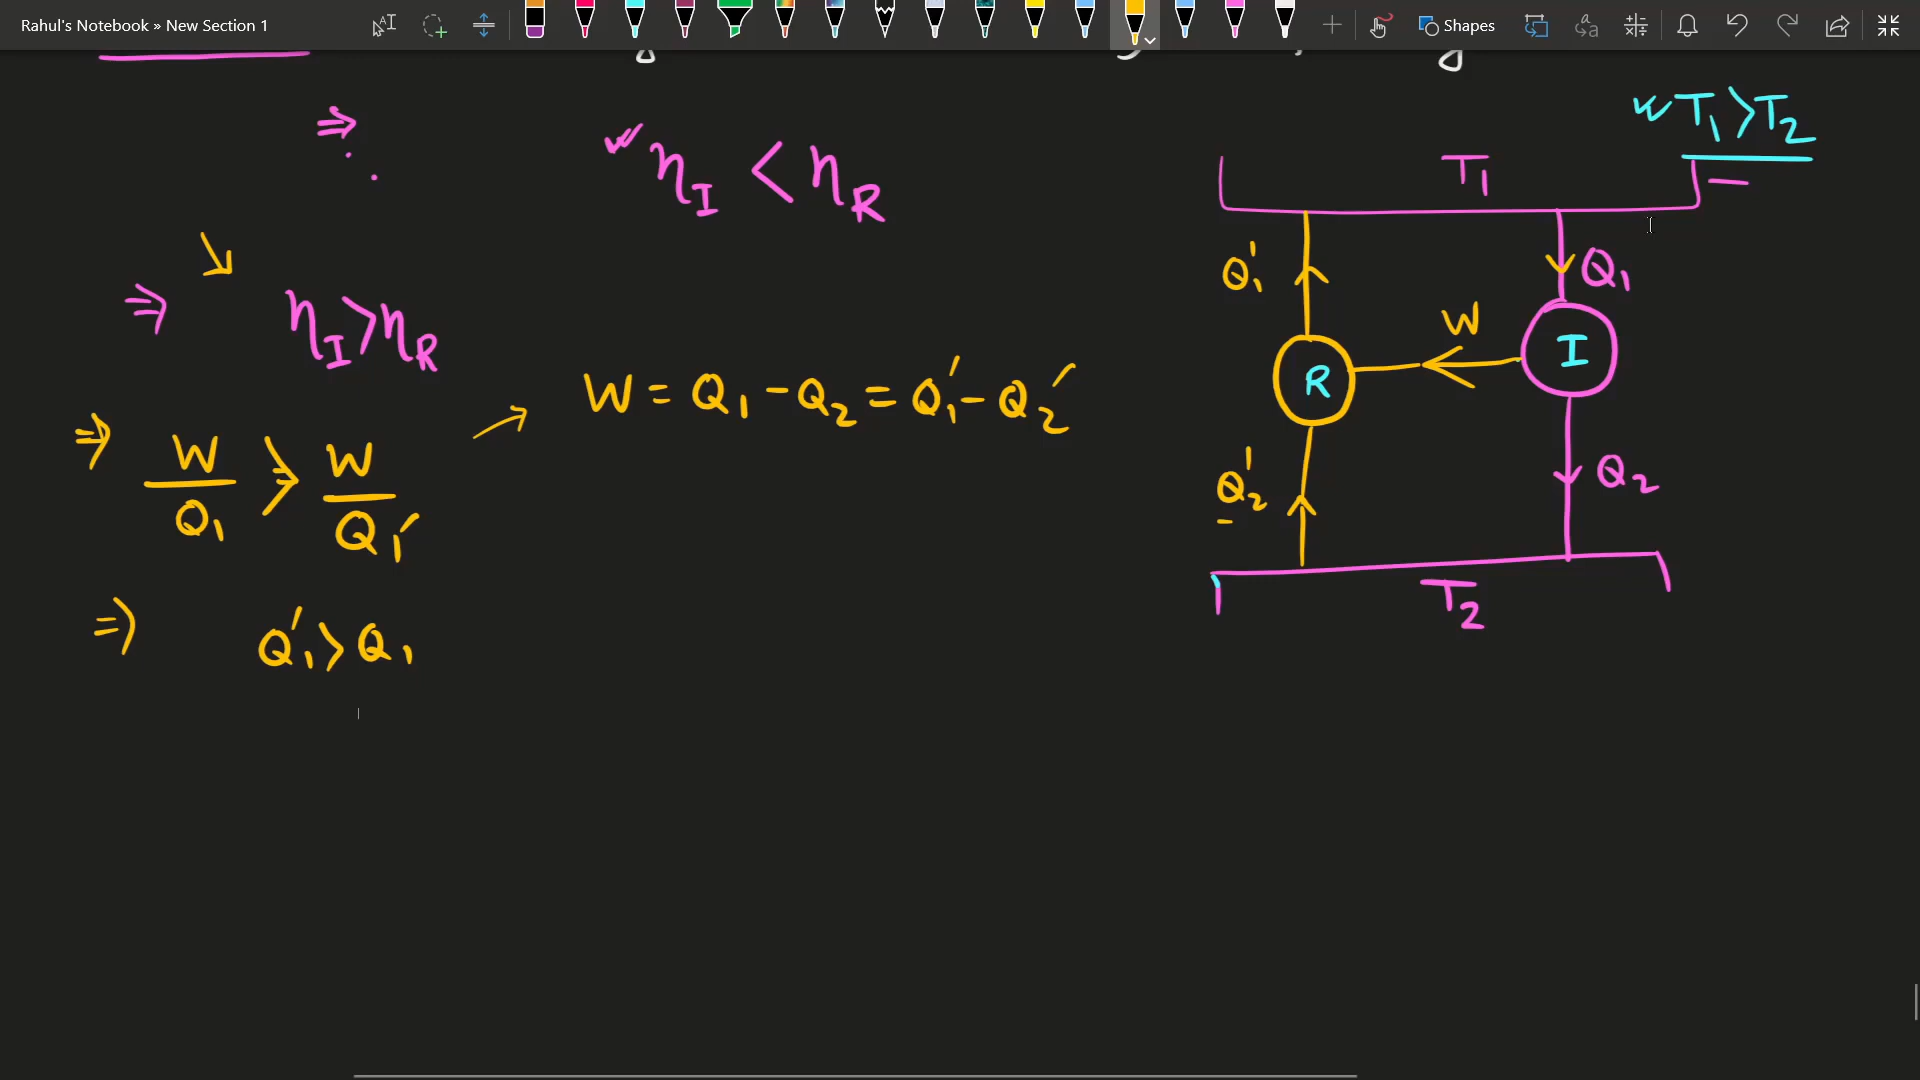 Rahul's Notebook » New Section 1
Shapes
⇒
η_I < η_R
T₁ > T₂
T₁
⇒ η_I > η_R
Q₁'
Q₁
W
R
I
W = Q₁ - Q₂ = Q₁' - Q₂'
⇒ W/Q₁ > W/Q₁'
Q₂'
Q₂
T₂
⇒ Q₁' > Q₁